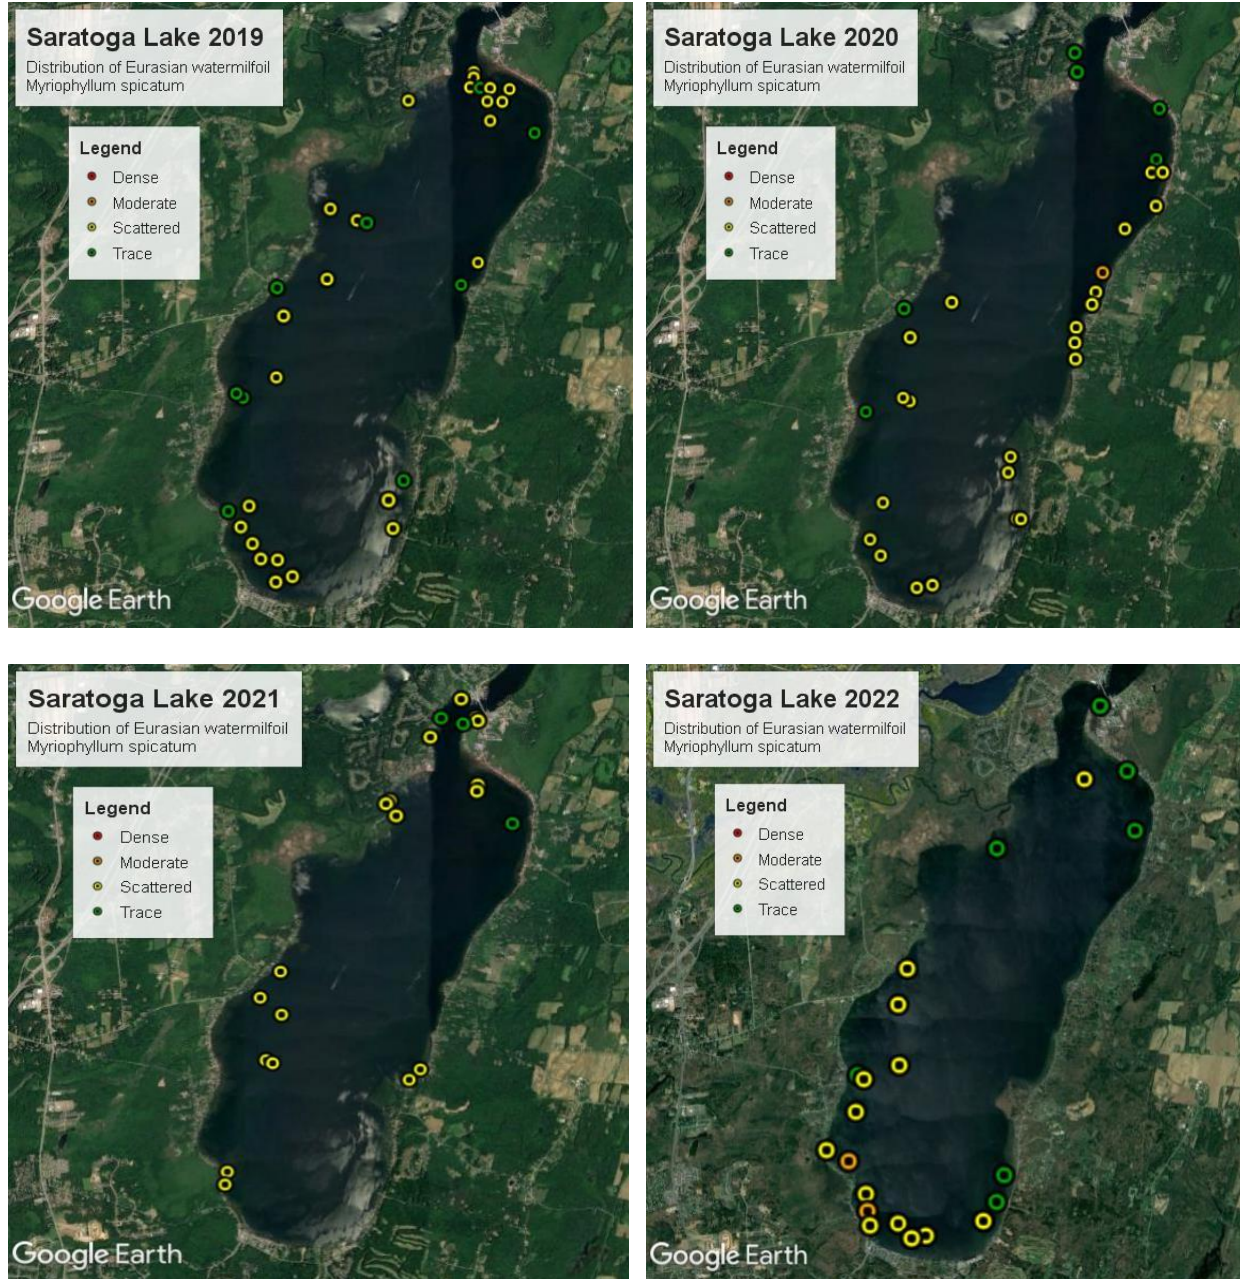 Saratoga Lake 2019
Distribution of Eurasian watermilfoil
Myriophyllum spicatum
Legend
Dense
Moderate
Scattered
Trace
Google Earth
Saratoga Lake 2020
Distribution of Eurasian watermilfoil
Myriophyllum spicatum
Legend
Dense
Moderate
Scattered
Trace
Google Earth
Saratoga Lake 2021
Distribution of Eurasian watermilfoil
Myriophyllum spicatum
Legend
Dense
Moderate
Scattered
Trace
Google Earth
Saratoga Lake 2022
Distribution of Eurasian watermilfoil
Myriophyllum spicatum
Legend
Dense
Moderate
Scattered
Trace
Google Earth